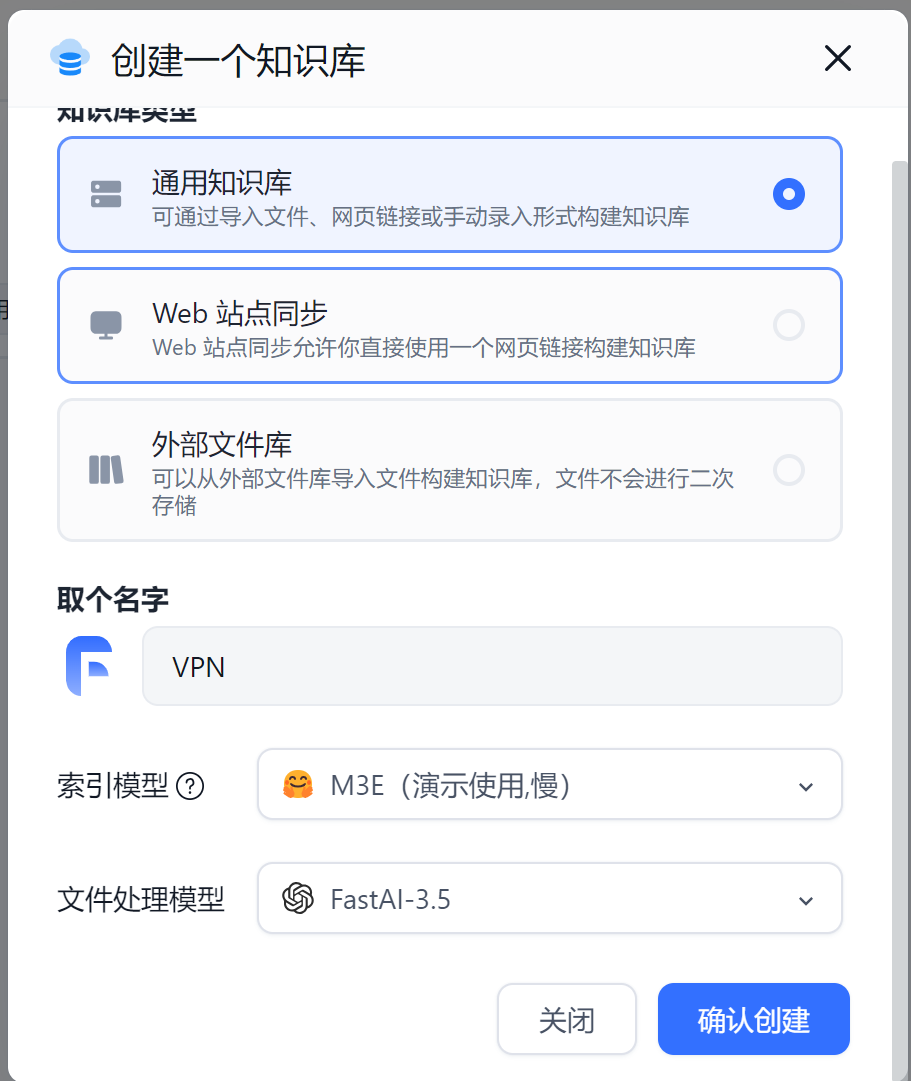 创建一个知识库
知识库类型
通用知识库
可通过导入文件、网页链接或手动录入形式构建知识库
Web 站点同步
Web 站点同步允许你直接使用一个网页链接构建知识库
外部文件库
可以从外部文件库导入文件构建知识库，文件不会进行二次
存储
取个名字
VPN
索引模型 ?
M3E（演示使用,慢）
文件处理模型
FastAI-3.5
关闭
确认创建